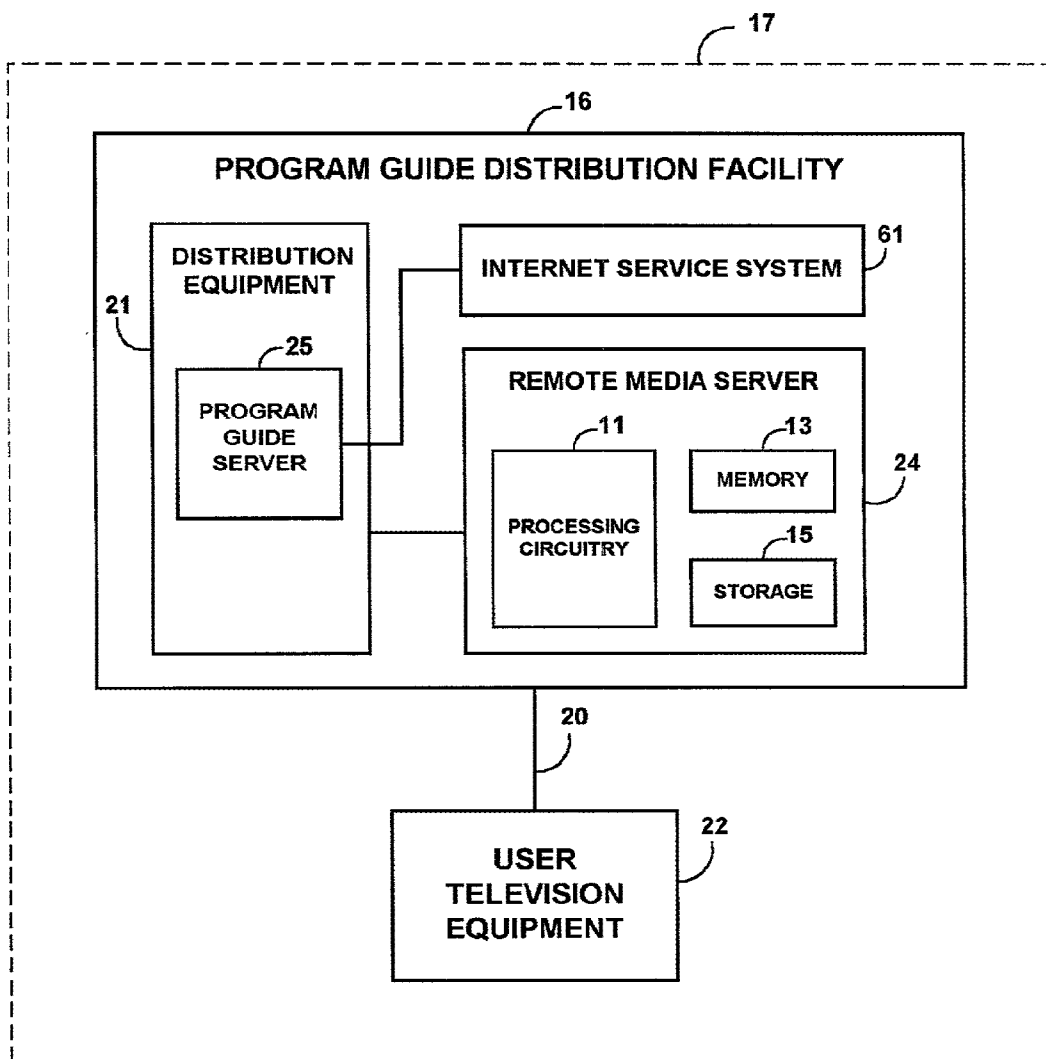 17
16
PROGRAM GUIDE DISTRIBUTION FACILITY
DISTRIBUTION
EQUIPMENT
21
25
PROGRAM
GUIDE
SERVER
INTERNET SERVICE SYSTEM
61
REMOTE MEDIA SERVER
11
PROCESSING
CIRCUITRY
13
MEMORY
15
STORAGE
24
20
USER
TELEVISION
EQUIPMENT
22